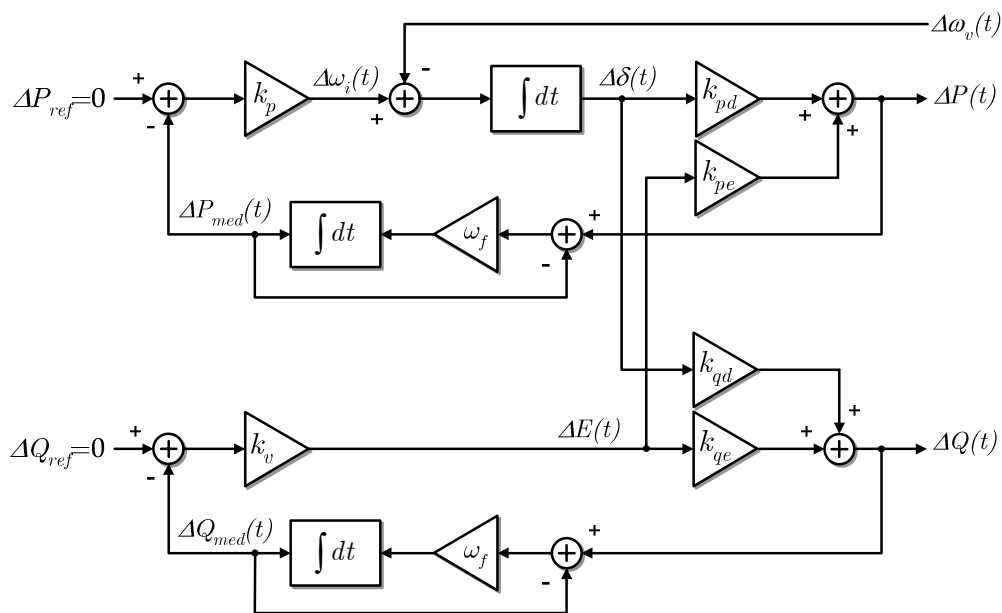 Δω_v(t)
-
+
ΔP_ref=0
+
-
k_p
Δω_i(t)
+
+
∫dt
Δδ(t)
k_pd
+
+
+
ΔP(t)
k_pe
ΔP_med(t)
∫dt
ω_f
+
+
-
k_qd
+
ΔQ_ref=0
+
-
k_v
ΔE(t)
k_qe
+
+
+
ΔQ(t)
ΔQ_med(t)
∫dt
ω_f
+
+
-